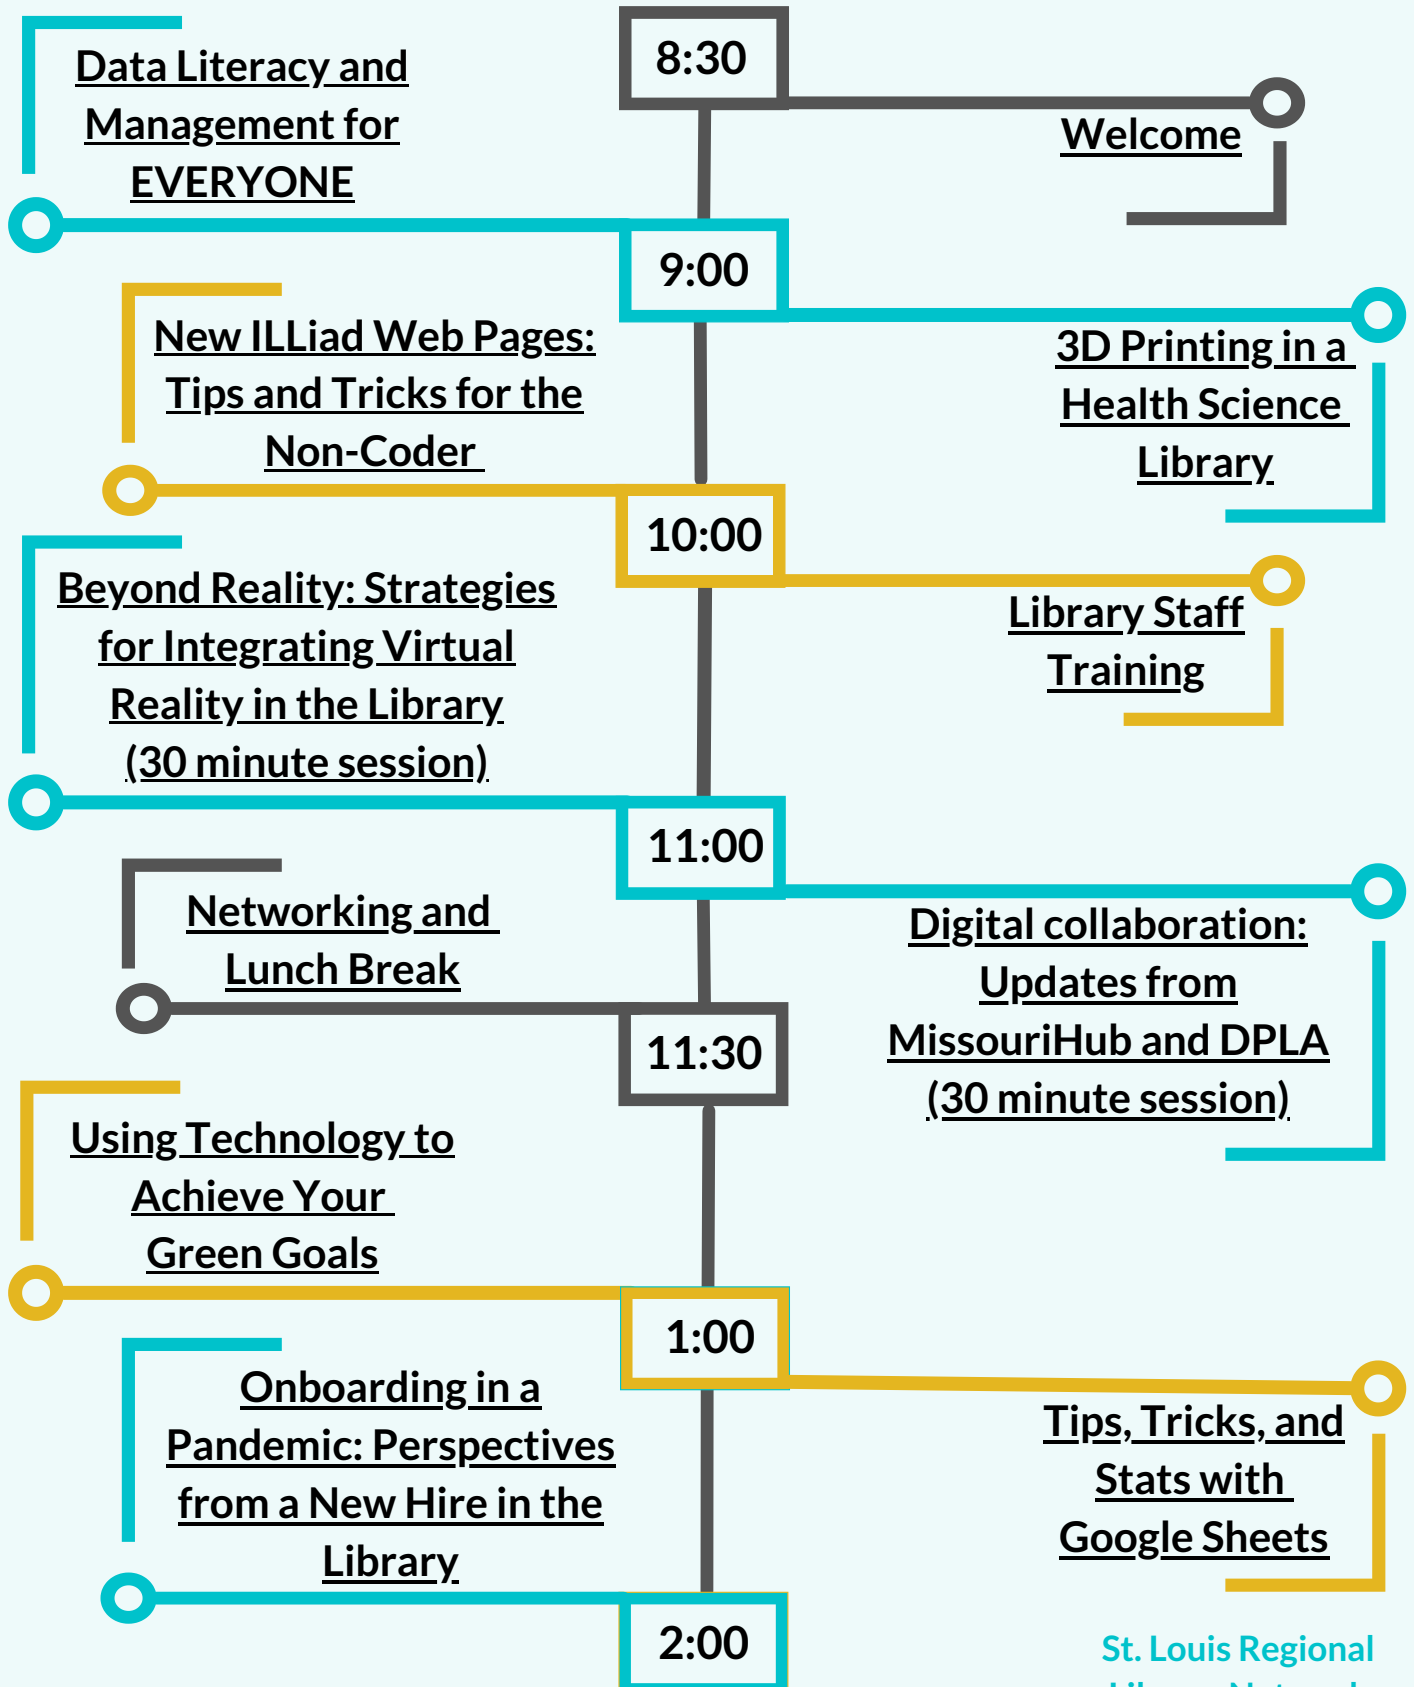 8:30
Welcome
Data Literacy and
Management for
EVERYONE
9:00
3D Printing in a
Health Science
Library
New ILLiad Web Pages:
Tips and Tricks for the
Non-Coder
10:00
Library Staff
Training
Beyond Reality: Strategies
for Integrating Virtual
Reality in the Library
(30 minute session)
11:00
Digital collaboration:
Updates from
MissouriHub and DPLA
(30 minute session)
Networking and
Lunch Break
11:30
Using Technology to
Achieve Your
Green Goals
1:00
Tips, Tricks, and
Stats with
Google Sheets
Onboarding in a
Pandemic: Perspectives
from a New Hire in the
Library
2:00
St. Louis Regional
Library Network